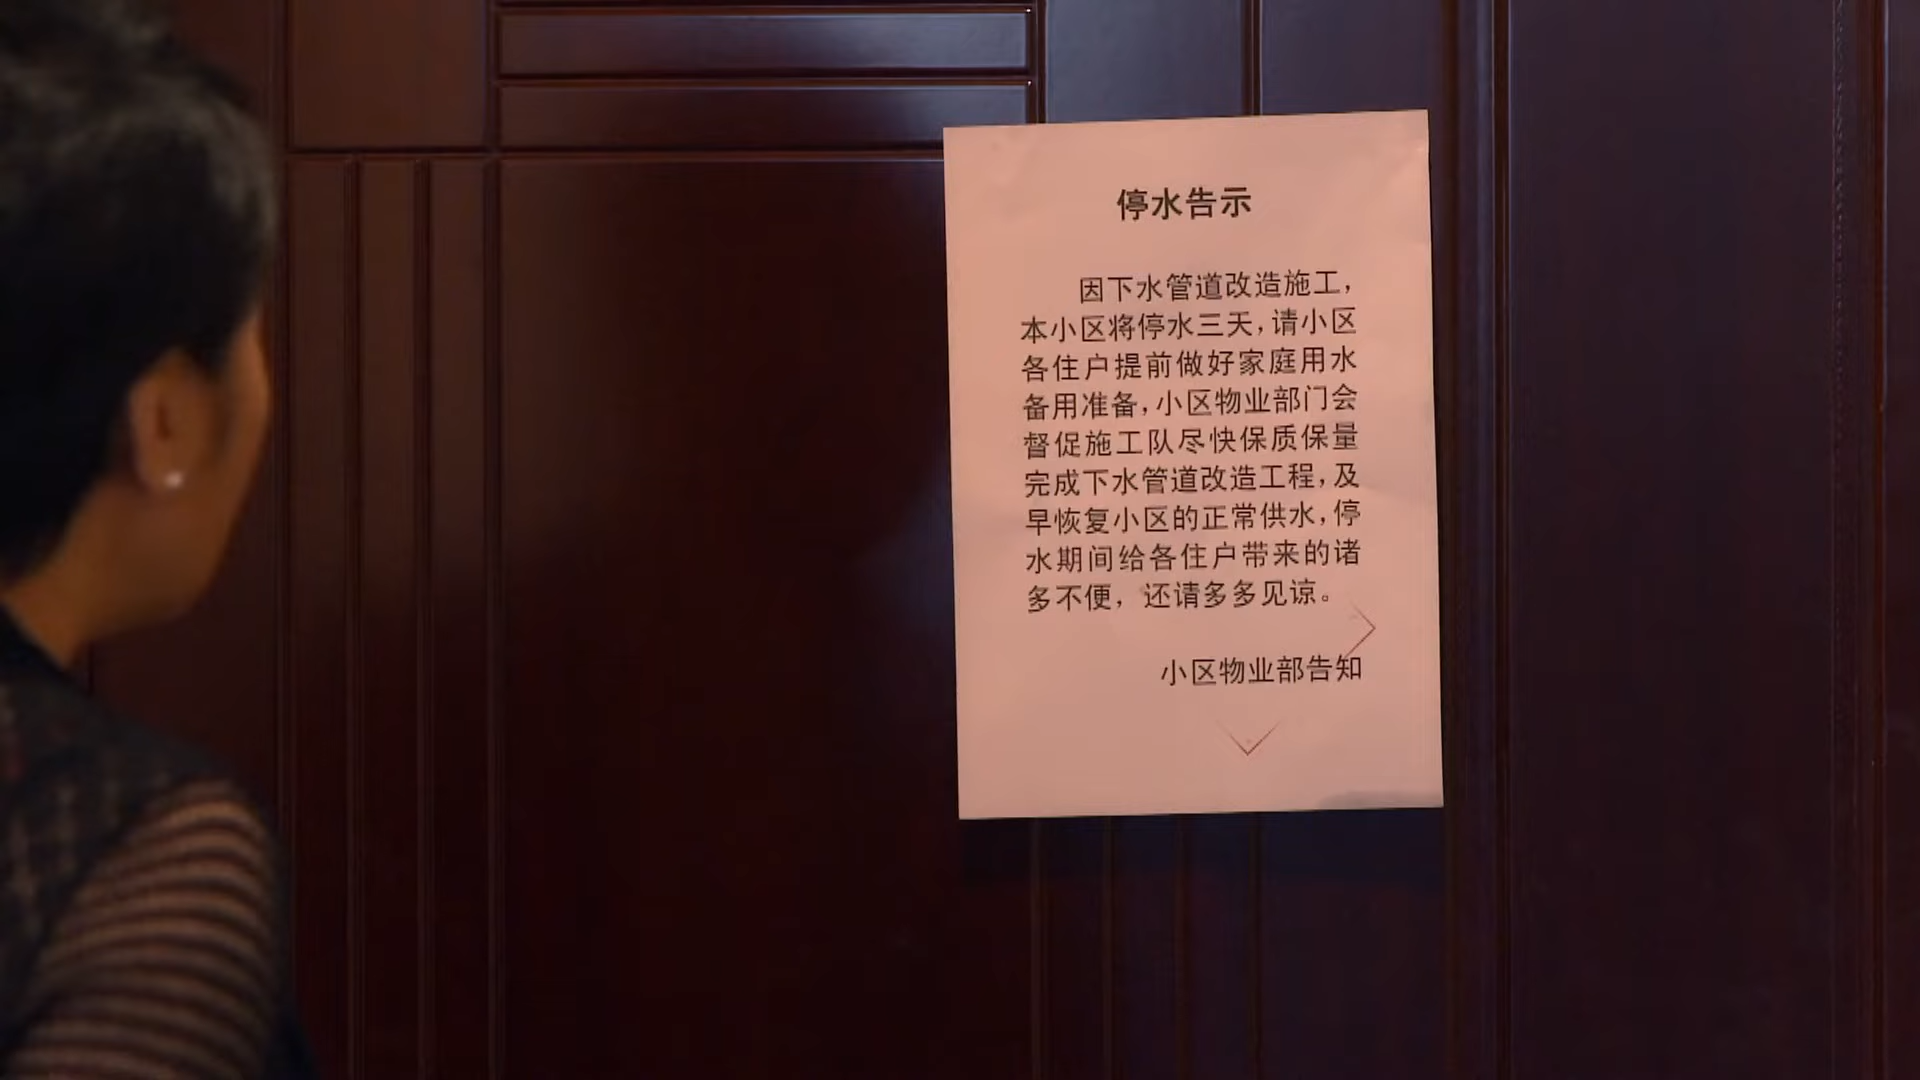 停水告示
因下水管道改造施工，
本小区将停水三天，请小区
各住户提前做好家庭用水
备用准备，小区物业部门会
督促施工队尽快保质保量
完成下水管道改造工程，及
早恢复小区的正常供水，停
水期间给各住户带来的诸
多不便，还请多多见谅。
小区物业部告知